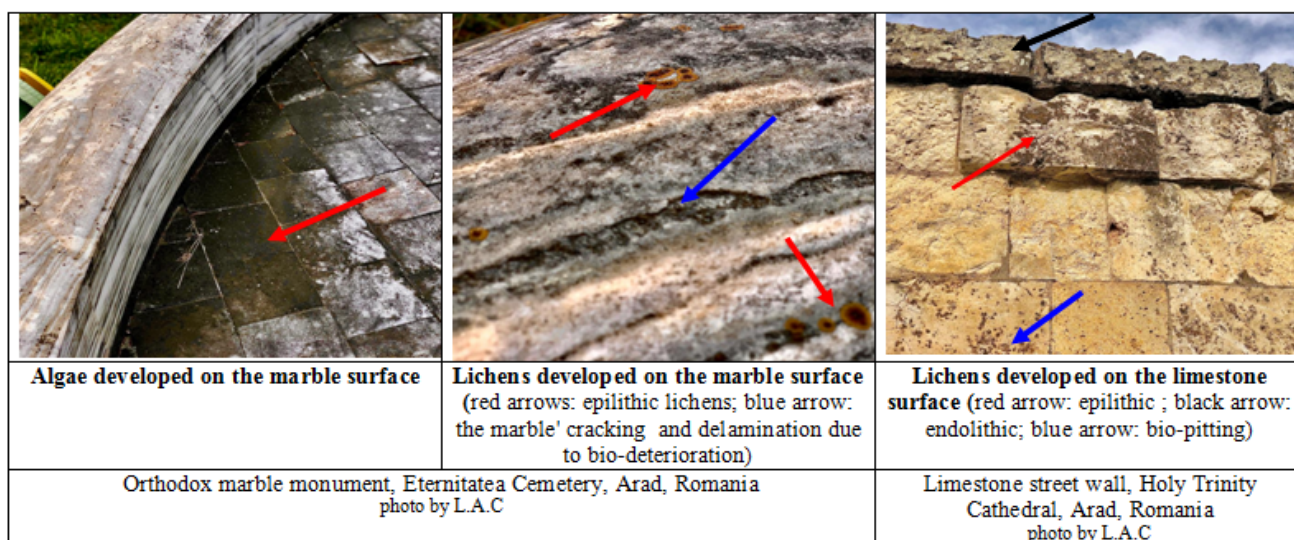 Algae developed on the marble surface
Lichens developed on the marble surface
(red arrows: epilithic lichens; blue arrow:
the marble' cracking and delamination due
to bio-deterioration)
Lichens developed on the limestone
surface (red arrow: epilithic ; black arrow:
endolithic; blue arrow: bio-pitting)
Orthodox marble monument, Eternitatea Cemetery, Arad, Romania
photo by L.A.C
Limestone street wall, Holy Trinity
Cathedral, Arad, Romania
photo by L.A.C